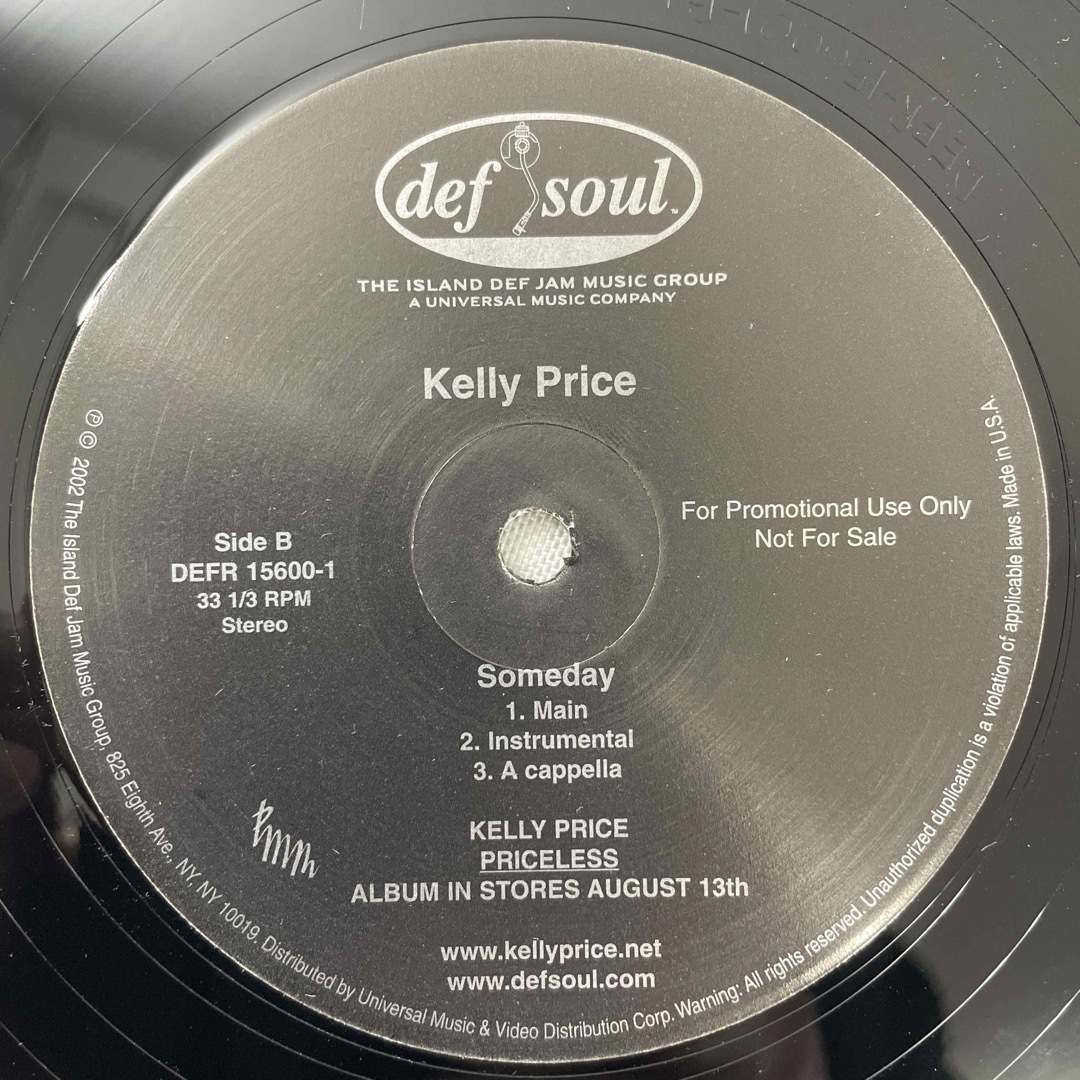 def soul™
THE ISLAND DEF JAM MUSIC GROUP
A UNIVERSAL MUSIC COMPANY
Kelly Price
For Promotional Use Only
Not For Sale
Side B
DEFR 15600-1
33 1/3 RPM
Stereo
Someday
1. Main
2. Instrumental
3. A cappella
KELLY PRICE
PRICELESS
ALBUM IN STORES AUGUST 13th
www.kellyprice.net
www.defsoul.com
℗ © 2002 The Island Def Jam Music Group, 825 Eighth Ave., NY, NY 10019. Distributed by Universal Music & Video Distribution Corp. Warning: All rights reserved. Unauthorized duplication is a violation of applicable laws. Made in U.S.A.